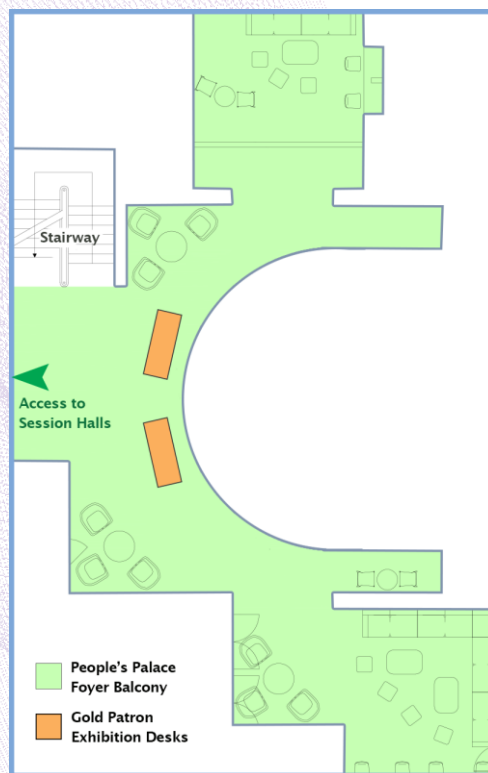 Stairway
Access to
Session Halls
People's Palace
Foyer Balcony
Gold Patron
Exhibition Desks